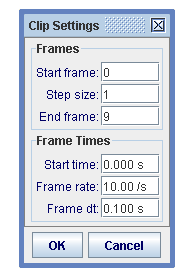 Clip Settings
Frames
Start frame: 0
Step size: 1
End frame: 9
Frame Times
Start time: 0.000 s
Frame rate: 10.00 /s
Frame dt: 0.100 s
OK Cancel